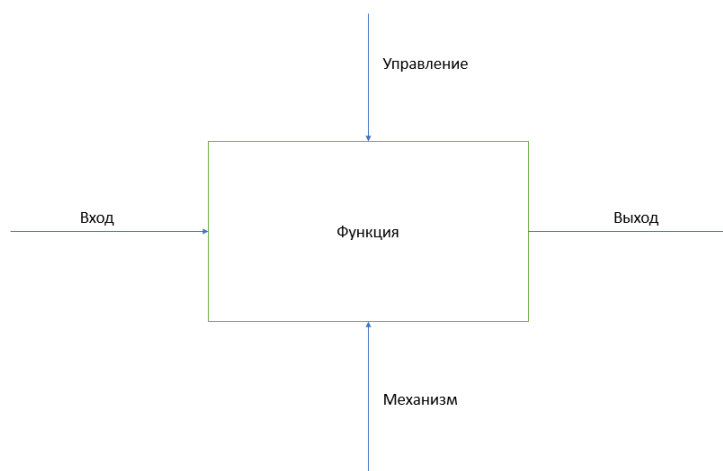 Управление
Вход
Функция
Выход
Механизм